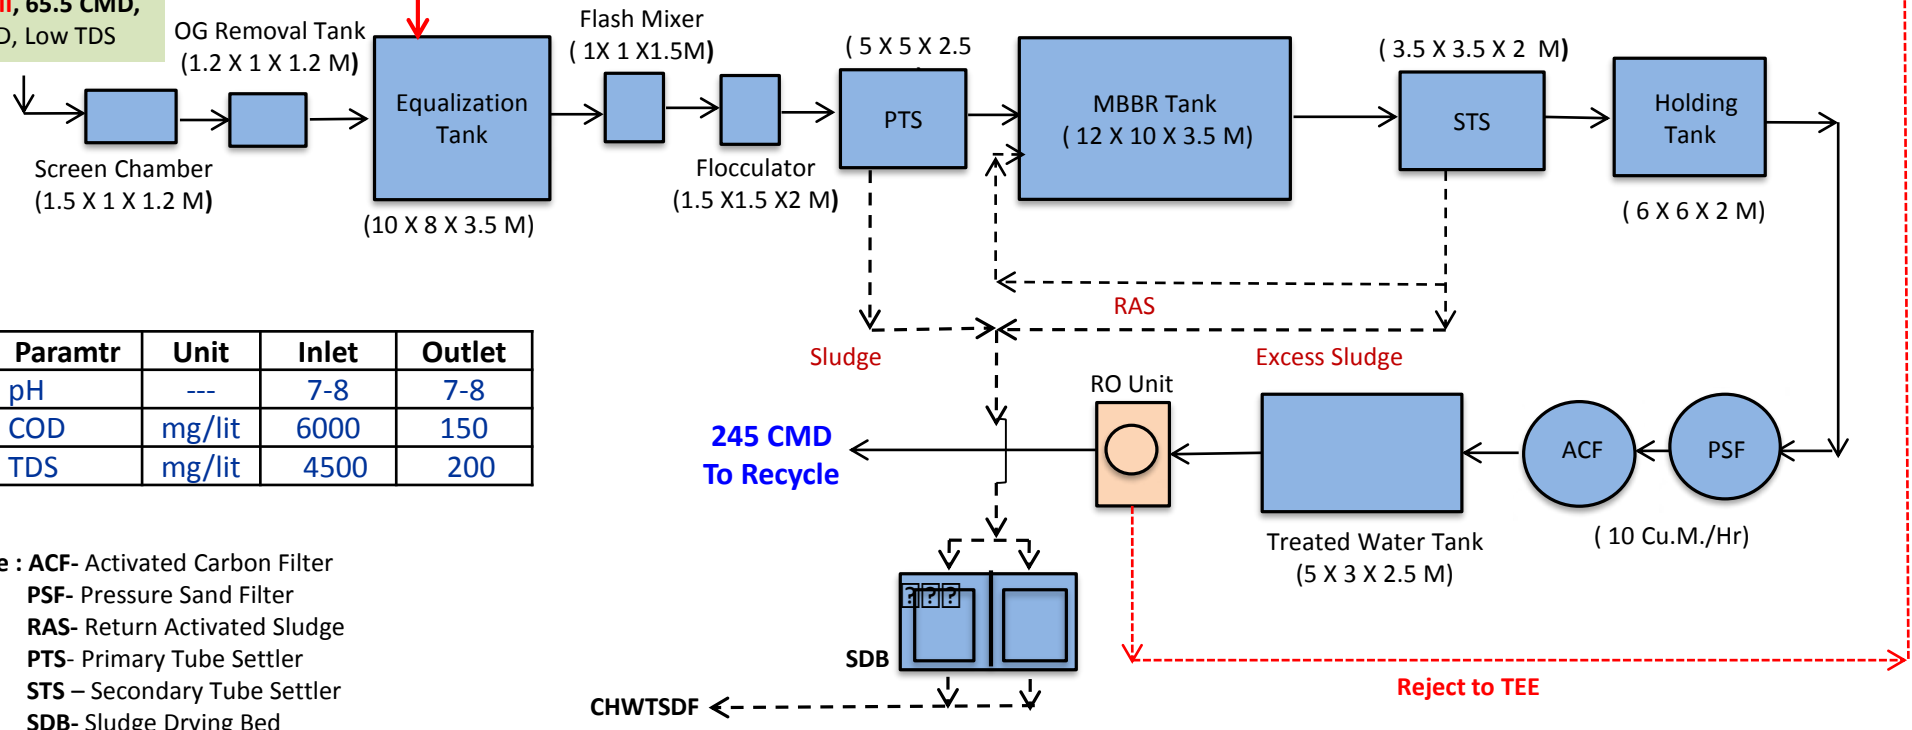 , 65.5 CMD,
Low TDS
OG Removal Tank
(1.2 X 1 X 1.2 M)
Flash Mixer
( 1X 1 X1.5M)
( 5 X 5 X 2.5
( 3.5 X 3.5 X 2 M)
Equalization
Tank
PTS
MBBR Tank
( 12 X 10 X 3.5 M)
STS
Holding
Tank
Screen Chamber
(1.5 X 1 X 1.2 M)
(10 X 8 X 3.5 M)
Flocculator
(1.5 X1.5 X2 M)
( 6 X 6 X 2 M)
RAS
Sludge
Excess Sludge
Paramtr Unit Inlet Outlet
pH --- 7-8 7-8
COD mg/lit 6000 150
TDS mg/lit 4500 200
RO Unit
245 CMD
To Recycle
ACF
PSF
Treated Water Tank
(5 X 3 X 2.5 M)
( 10 Cu.M./Hr)
e : ACF- Activated Carbon Filter
PSF- Pressure Sand Filter
RAS- Return Activated Sludge
PTS- Primary Tube Settler
STS – Secondary Tube Settler
SDB- Sludge Drying Bed
SDB
CHWTSDF
Reject to TEE